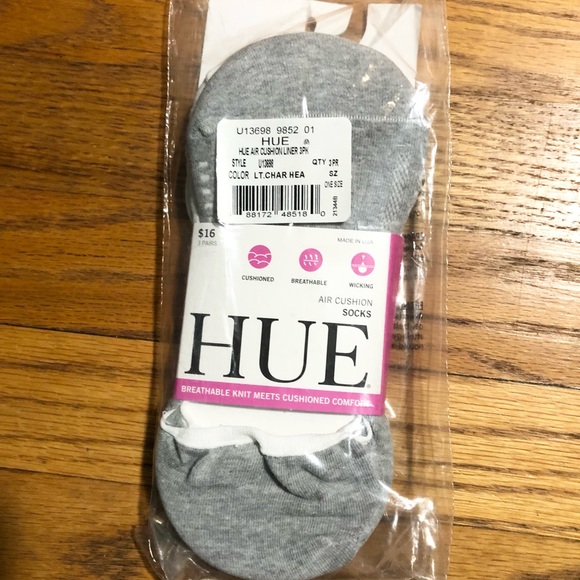 U13698 9852 01
HUE ®
HUE AIR CUSHION LINER 3PK
STYLE U13698 QTY 3 PR
COLOR LT.CHAR HEA SZ
ONE SIZE
21344B
88172 48518 0
$16
3 PAIRS
MADE IN
CUSHIONED
BREATHABLE
WICKING
AIR CUSHION
SOCKS
HUE®
BREATHABLE KNIT MEETS CUSHIONED COMFORT